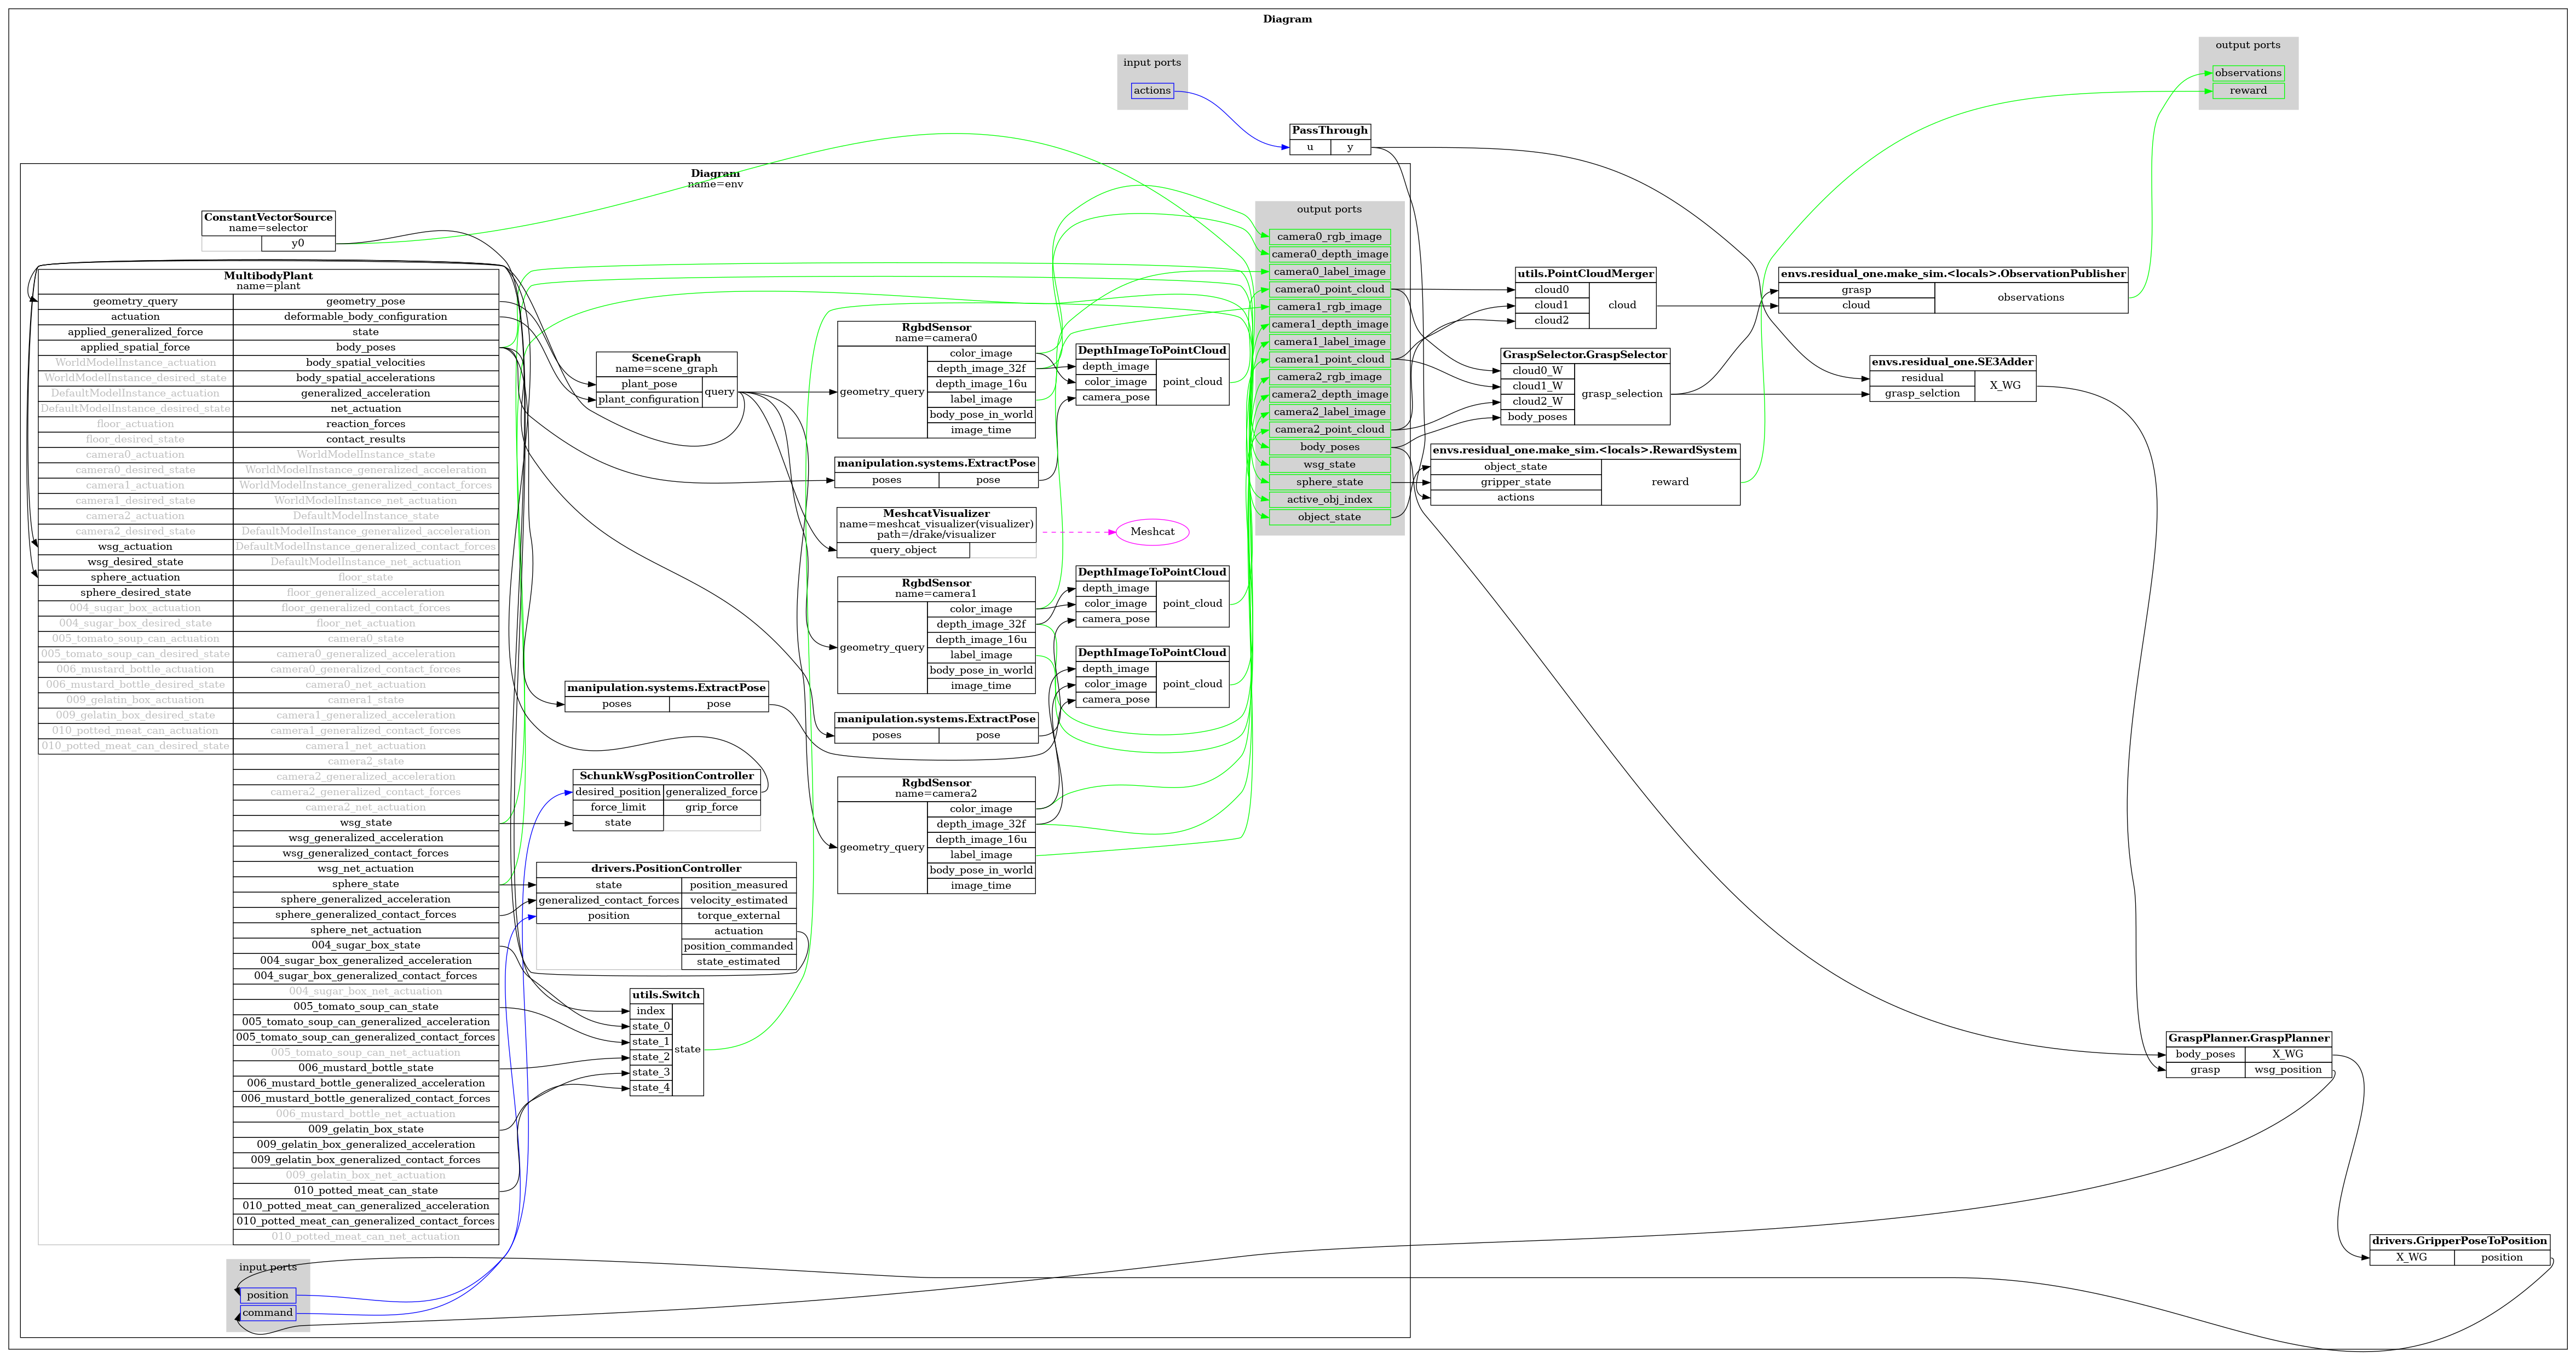 Diagram
input ports
actions
output ports
observations
reward
PassThrough
u y
Diagram
name=env
ConstantVectorSource
name=selector
y0
MultibodyPlant
name=plant
geometry_query geometry_pose
actuation deformable_body_configuration
applied_generalized_force state
applied_spatial_force body_poses
WorldModelInstance_actuation body_spatial_velocities
WorldModelInstance_desired_state body_spatial_accelerations
DefaultModelInstance_actuation generalized_acceleration
DefaultModelInstance_desired_state net_actuation
floor_actuation reaction_forces
floor_desired_state contact_results
camera0_actuation WorldModelInstance_state
camera0_desired_state WorldModelInstance_generalized_acceleration
camera1_actuation WorldModelInstance_generalized_contact_forces
camera1_desired_state WorldModelInstance_net_actuation
camera2_actuation DefaultModelInstance_state
camera2_desired_state DefaultModelInstance_generalized_acceleration
wsg_actuation DefaultModelInstance_generalized_contact_forces
wsg_desired_state DefaultModelInstance_net_actuation
sphere_actuation floor_state
sphere_desired_state floor_generalized_acceleration
004_sugar_box_actuation floor_generalized_contact_forces
004_sugar_box_desired_state floor_net_actuation
005_tomato_soup_can_actuation camera0_state
005_tomato_soup_can_desired_state camera0_generalized_acceleration
006_mustard_bottle_actuation camera0_generalized_contact_forces
006_mustard_bottle_desired_state camera0_net_actuation
009_gelatin_box_actuation camera1_state
009_gelatin_box_desired_state camera1_generalized_acceleration
010_potted_meat_can_actuation camera1_generalized_contact_forces
010_potted_meat_can_desired_state camera1_net_actuation
camera2_state
camera2_generalized_acceleration
camera2_generalized_contact_forces
camera2_net_actuation
wsg_state
wsg_generalized_acceleration
wsg_generalized_contact_forces
wsg_net_actuation
sphere_state
sphere_generalized_acceleration
sphere_generalized_contact_forces
sphere_net_actuation
004_sugar_box_state
004_sugar_box_generalized_acceleration
004_sugar_box_generalized_contact_forces
004_sugar_box_net_actuation
005_tomato_soup_can_state
005_tomato_soup_can_generalized_acceleration
005_tomato_soup_can_generalized_contact_forces
005_tomato_soup_can_net_actuation
006_mustard_bottle_state
006_mustard_bottle_generalized_acceleration
006_mustard_bottle_generalized_contact_forces
006_mustard_bottle_net_actuation
009_gelatin_box_state
009_gelatin_box_generalized_acceleration
009_gelatin_box_generalized_contact_forces
009_gelatin_box_net_actuation
010_potted_meat_can_state
010_potted_meat_can_generalized_acceleration
010_potted_meat_can_generalized_contact_forces
010_potted_meat_can_net_actuation
input ports
position
command
SceneGraph
name=scene_graph
plant_pose
plant_configuration
query
manipulation.systems.ExtractPose
poses pose
SchunkWsgPositionController
desired_position generalized_force
force_limit grip_force
state
drivers.PositionController
state position_measured
generalized_contact_forces velocity_estimated
position torque_external
actuation
position_commanded
state_estimated
utils.Switch
index
state_0
state_1
state_2
state_3
state_4
state
RgbdSensor
name=camera0
geometry_query
color_image
depth_image_32f
depth_image_16u
label_image
body_pose_in_world
image_time
manipulation.systems.ExtractPose
poses pose
MeshcatVisualizer
name=meshcat_visualizer(visualizer)
path=/drake/visualizer
query_object
Meshcat
RgbdSensor
name=camera1
geometry_query
color_image
depth_image_32f
depth_image_16u
label_image
body_pose_in_world
image_time
manipulation.systems.ExtractPose
poses pose
RgbdSensor
name=camera2
geometry_query
color_image
depth_image_32f
depth_image_16u
label_image
body_pose_in_world
image_time
DepthImageToPointCloud
depth_image
color_image
camera_pose
point_cloud
DepthImageToPointCloud
depth_image
color_image
camera_pose
point_cloud
DepthImageToPointCloud
depth_image
color_image
camera_pose
point_cloud
output ports
camera0_rgb_image
camera0_depth_image
camera0_label_image
camera0_point_cloud
camera1_rgb_image
camera1_depth_image
camera1_label_image
camera1_point_cloud
camera2_rgb_image
camera2_depth_image
camera2_label_image
camera2_point_cloud
body_poses
wsg_state
sphere_state
active_obj_index
object_state
utils.PointCloudMerger
cloud0
cloud1
cloud2
cloud
GraspSelector.GraspSelector
cloud0_W
cloud1_W
cloud2_W
body_poses
grasp_selection
envs.residual_one.make_sim.<locals>.RewardSystem
object_state
gripper_state
actions
reward
envs.residual_one.make_sim.<locals>.ObservationPublisher
grasp
cloud
observations
envs.residual_one.SE3Adder
residual
grasp_selction
X_WG
GraspPlanner.GraspPlanner
body_poses X_WG
grasp wsg_position
drivers.GripperPoseToPosition
X_WG position